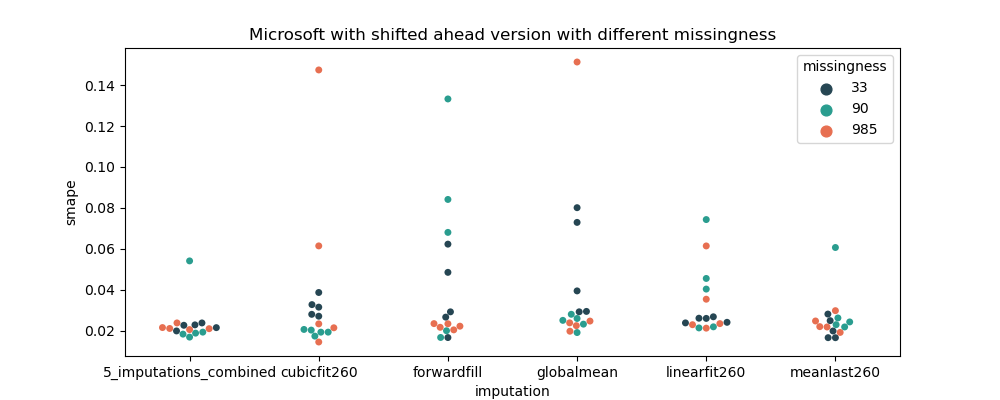 Microsoft with shifted ahead version with different missingness
missingness
33
90
985
0.14
0.12
0.10
0.08
0.06
0.04
0.02
smape
5_imputations_combined
cubicfit260
forwardfill
globalmean
linearfit260
meanlast260
imputation